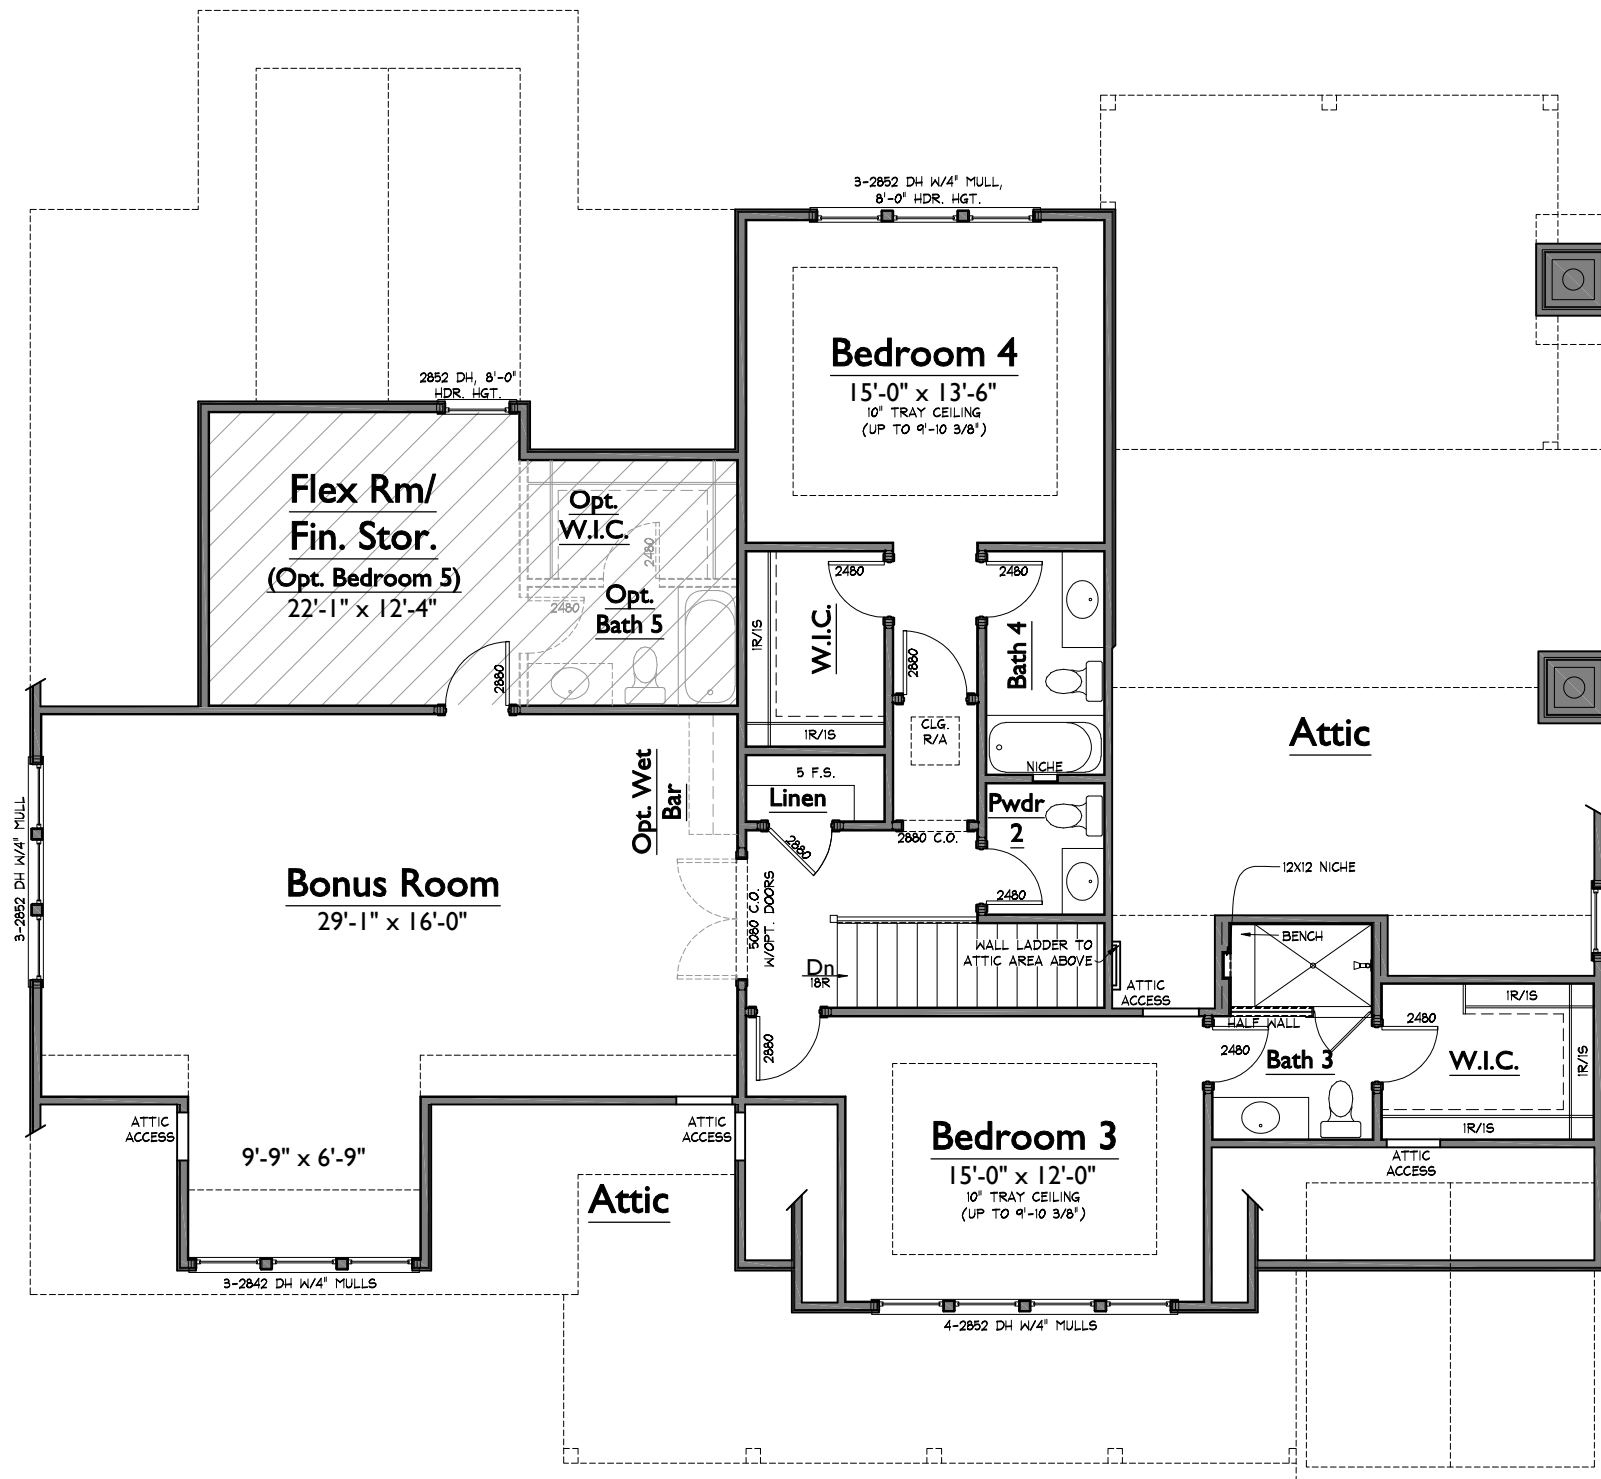 3-2852 DH W/4" MULL,
8'-0" HDR. HGT.
Bedroom 4
15'-0" x 13'-6"
10" TRAY CEILING
(UP TO 9'-10 3/8")
2852 DH, 8'-0"
HDR. HGT.
Flex Rm/
Fin. Stor.
(Opt. Bedroom 5)
22'-1" x 12'-4"
Opt.
W.I.C.
2480
Opt.
Bath 5
2480
2880
2480
W.I.C.
1R/1S
1R/1S
2480
Bath 4
2880
CLG.
R/A
NICHE
5 F.S.
Linen
2880
2880 C.O.
Pwdr
2
2480
Attic
3-2852 DH W/4" MULL
Bonus Room
29'-1" x 16'-0"
Opt. Wet
Bar
5080 C.O.
W/OPT. DOORS
12X12 NICHE
BENCH
WALL LADDER TO
ATTIC AREA ABOVE
Dn
18R
ATTIC
ACCESS
HALF WALL
2480
Bath 3
2480
W.I.C.
1R/1S
1R/1S
1R/1S
2880
ATTIC
ACCESS
ATTIC
ACCESS
9'-9" x 6'-9"
Attic
Bedroom 3
15'-0" x 12'-0"
10" TRAY CEILING
(UP TO 9'-10 3/8")
ATTIC
ACCESS
3-2842 DH W/4" MULLS
4-2852 DH W/4" MULLS